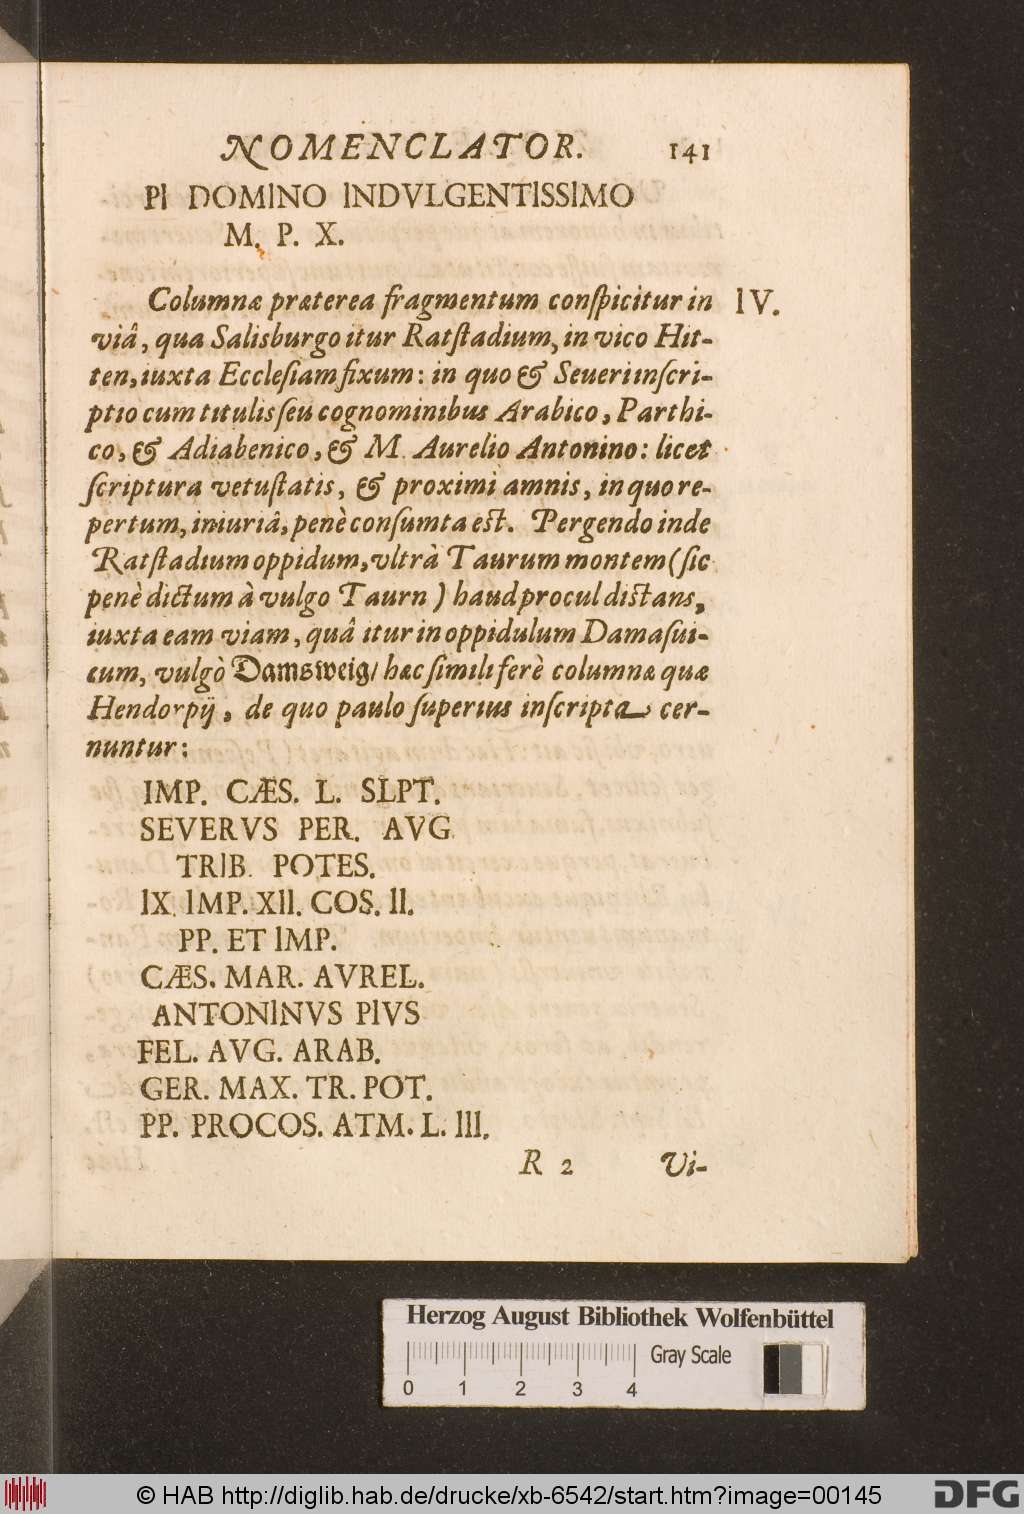 NOMENCLATOR. 141
PI DOMINO INDVLGENTISSIMO
M. P. X.
Columnæ præterea fragmentum conſpicitur in IV.
viâ, qua Salisburgo itur Ratſtadium, in vico Hit-
ten, iuxta Eccleſiam fixum: in quo & Seueri inſcri-
ptio cum titulis ſeu cognominibus Arabico, Parthi-
co, & Adiabenico, & M. Aurelio Antonino: licet
ſcriptura vetuſtatis, & proximi amnis, in quo re-
pertum, iniuriâ, penè conſumta eſt. Pergendo inde
Ratſtadium oppidum, vltrà Taurum montem (ſic
penè dictum à vulgo Taurn) haud procul diſtans,
iuxta eam viam, quâ itur in oppidulum Damaſui-
cum, vulgò Damsweig/ hæc ſimili ferè columnæ quæ
Hendorpij, de quo paulo ſuperius inſcripta cer-
nuntur:
IMP. CÆS. L. SLPT.
SEVERVS PER. AVG
TRIB. POTES.
IX. IMP. XII. COS. II.
PP. ET IMP.
CÆS. MAR. AVREL.
ANTONINVS PIVS
FEL. AVG. ARAB.
GER. MAX. TR. POT.
PP. PROCOS. ATM. L. III.
R 2 Vi-
Herzog August Bibliothek Wolfenbüttel
Gray Scale
0 1 2 3 4
© HAB http://diglib.hab.de/drucke/xb-6542/start.htm?image=00145 DFG